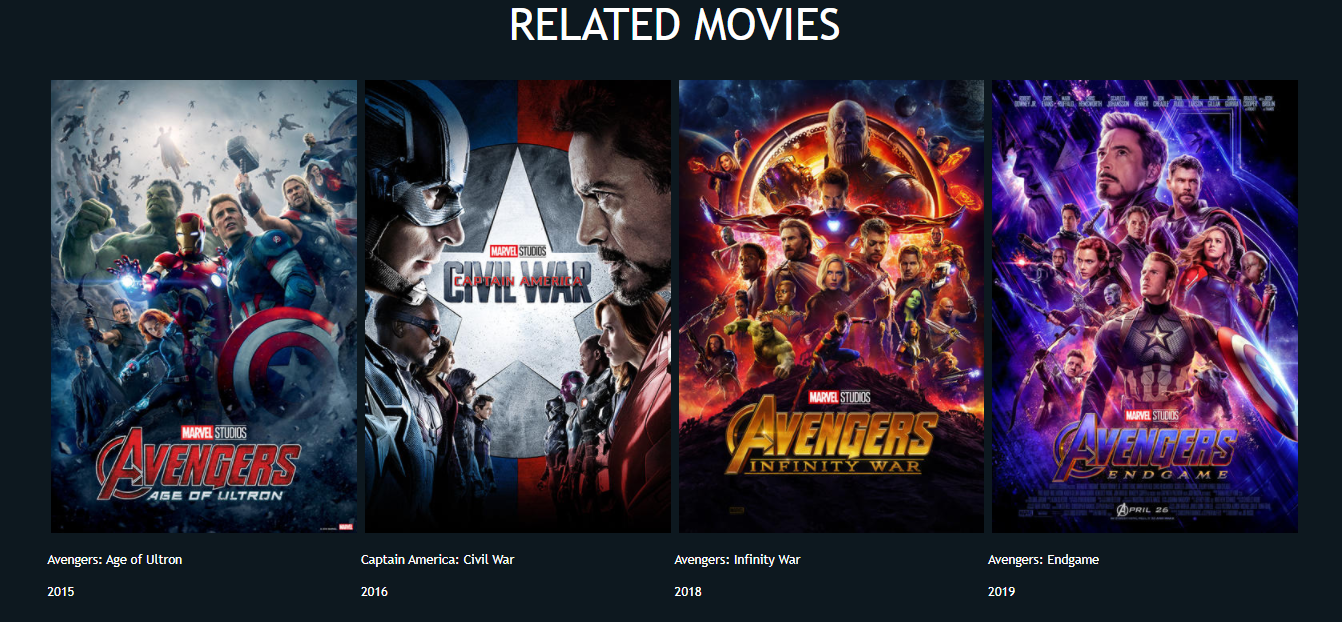 RELATED MOVIES
MARVEL STUDIOS
AVENGERS
AGE OF ULTRON
MARVEL
MARVEL STUDIOS
CIVIL WAR
CAPTAIN AMERICA
MARVEL STUDIOS
AVENGERS
INFINITY WAR
MARVEL STUDIOS
AVENGERS
ENDGAME
APRIL 26
Avengers: Age of Ultron
Captain America: Civil War
Avengers: Infinity War
Avengers: Endgame
2015
2016
2018
2019